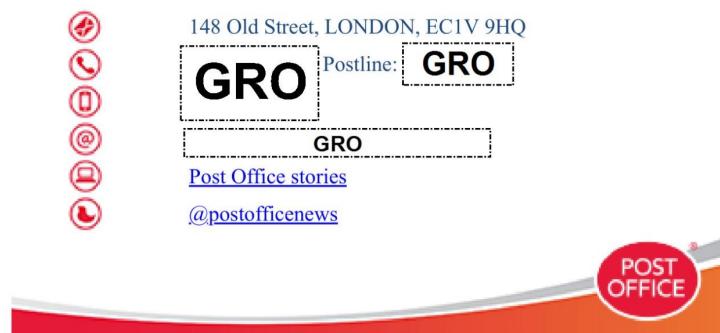 148 Old Street, LONDON, EC1V 9HQ
GRO Postline: GRO
GRO
Post Office stories
@postofficenews
POST
OFFICE
®